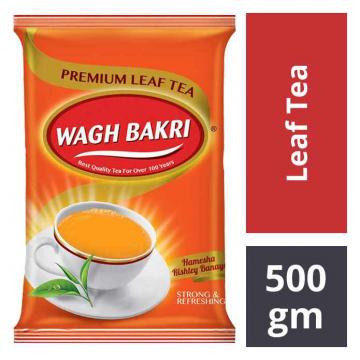 PREMIUM LEAF TEA
WAGH BAKRI®
Best Quality Tea For Over 100 Years
Hamesha
Rishtey Banaye
STRONG &
REFRESHING
Leaf Tea
500
gm